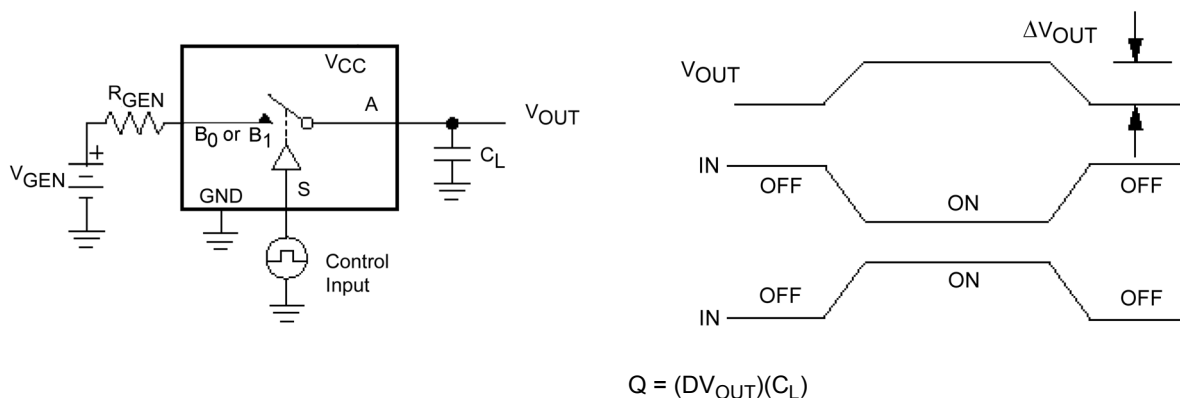 VCC
RGEN
A
VOUT
B0 or B1
CL
+
VGEN
GND
S
Control
Input
ΔVOUT
VOUT
IN
OFF
ON
OFF
OFF
ON
OFF
IN
Q = (DVOUT)(CL)